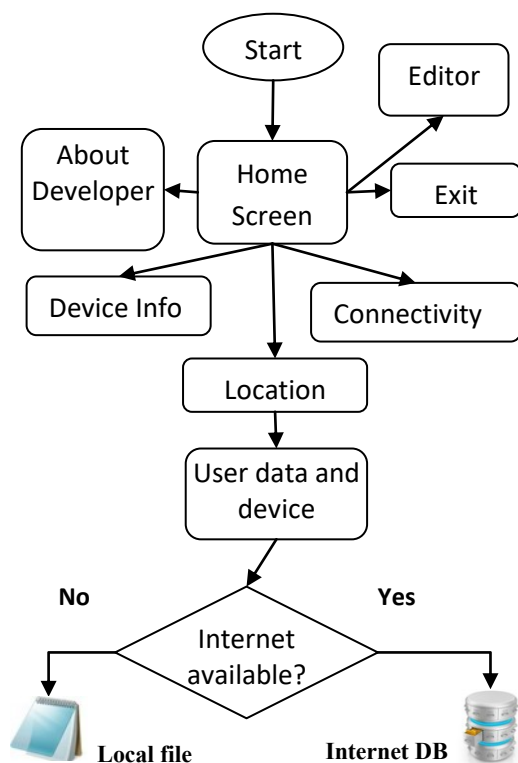 Start
Editor
About
Developer
Home
Screen
Exit
Device Info
Connectivity
Location
User data and
device
No
Yes
Internet
available?
Local file
Internet DB